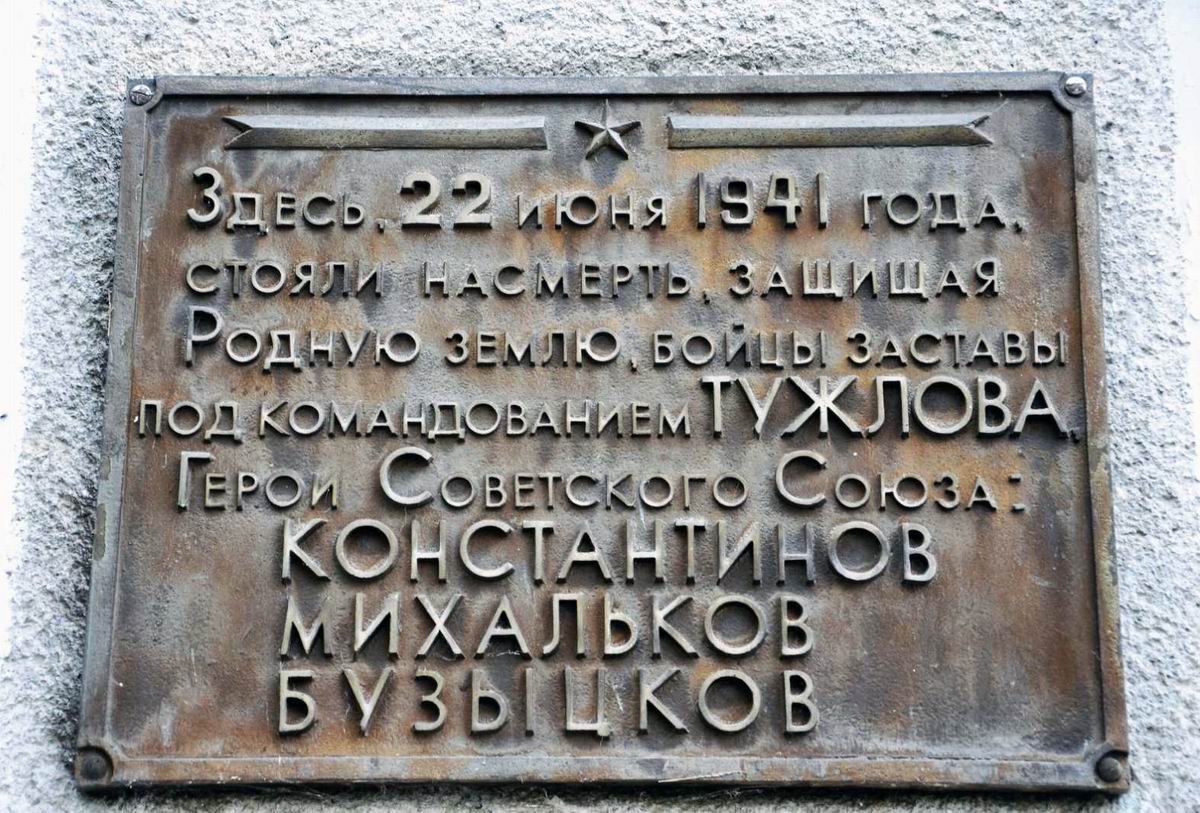 Здесь, 22 июня 1941 года,
стояли насмерть, защищая
Родную землю, бойцы заставы
под командованием ТУЖЛОВА,
Герои Советского Союза:
КОНСТАНТИНОВ
МИХАЛЬКОВ
БУЗЫЦКОВ